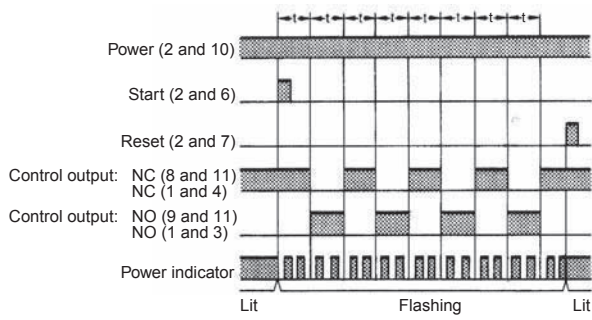 t t t t t t t t
Power (2 and 10)
Start (2 and 6)
Reset (2 and 7)
Control output: NC (8 and 11)
NC (1 and 4)
Control output: NO (9 and 11)
NO (1 and 3)
Power indicator
Lit Flashing Lit